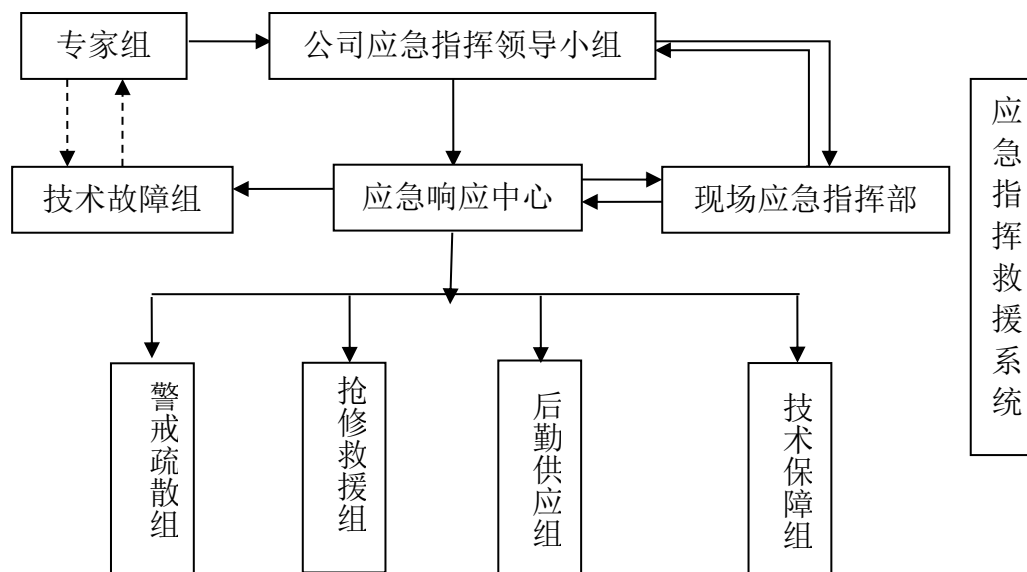 专家组
公司应急指挥领导小组
技术故障组
应急响应中心
现场应急指挥部
应急指挥救援系统
警戒疏散组
抢修救援组
后勤供应组
技术保障组